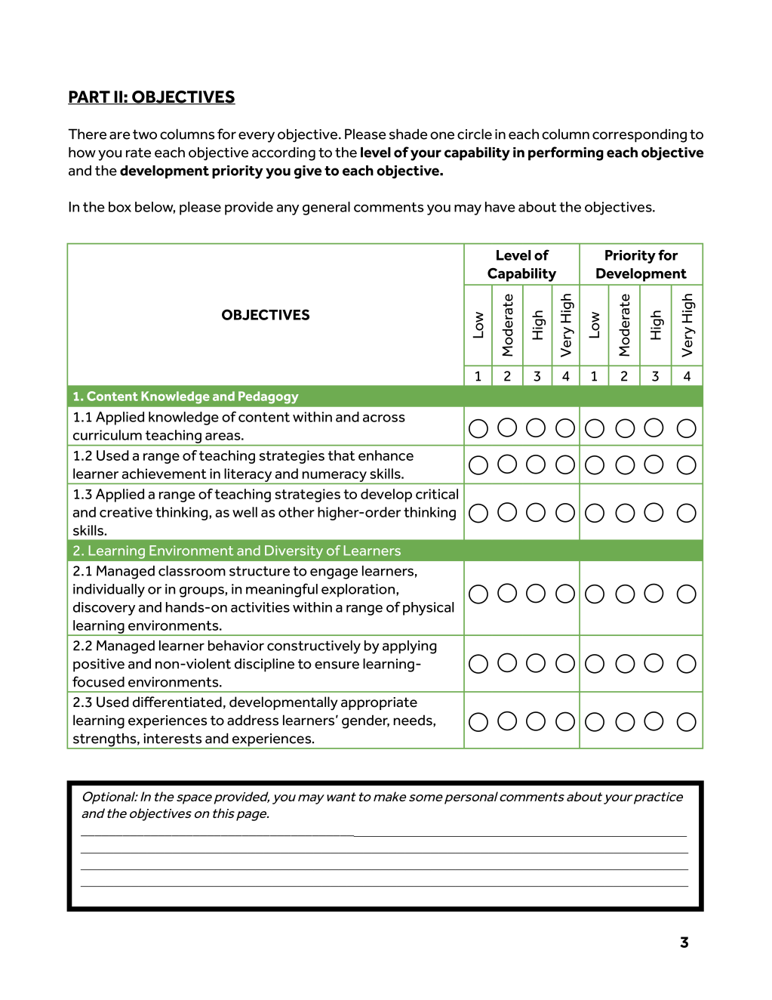 PART II: OBJECTIVES
There are two columns for every objective. Please shade one circle in each column corresponding to
how you rate each objective according to the level of your capability in performing each objective
and the development priority you give to each objective.
In the box below, please provide any general comments you may have about the objectives.
OBJECTIVES
Level of
Capability
Priority for
Development
Low
Moderate
High
Very High
Low
Moderate
High
Very High
1 2 3 4 1 2 3 4
1. Content Knowledge and Pedagogy
1.1 Applied knowledge of content within and across
curriculum teaching areas.
1.2 Used a range of teaching strategies that enhance
learner achievement in literacy and numeracy skills.
1.3 Applied a range of teaching strategies to develop critical
and creative thinking, as well as other higher-order thinking
skills.
2. Learning Environment and Diversity of Learners
2.1 Managed classroom structure to engage learners,
individually or in groups, in meaningful exploration,
discovery and hands-on activities within a range of physical
learning environments.
2.2 Managed learner behavior constructively by applying
positive and non-violent discipline to ensure learning-
focused environments.
2.3 Used differentiated, developmentally appropriate
learning experiences to address learners' gender, needs,
strengths, interests and experiences.
Optional: In the space provided, you may want to make some personal comments about your practice
and the objectives on this page.
3